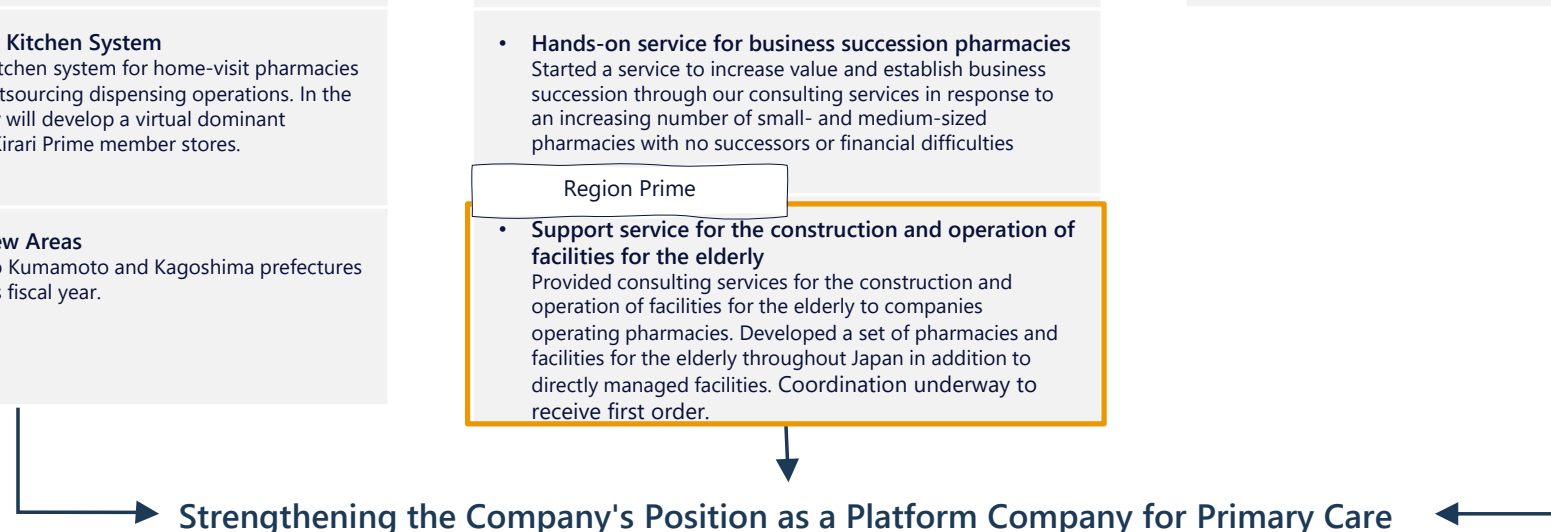 Kitchen System
tchen system for home-visit pharmacies
tsourcing dispensing operations. In the
will develop a virtual dominant
Kirari Prime member stores.
ew Areas
Kumamoto and Kagoshima prefectures
s fiscal year.
• Hands-on service for business succession pharmacies
Started a service to increase value and establish business
succession through our consulting services in response to
an increasing number of small- and medium-sized
pharmacies with no successors or financial difficulties
Region Prime
• Support service for the construction and operation of
facilities for the elderly
Provided consulting services for the construction and
operation of facilities for the elderly to companies
operating pharmacies. Developed a set of pharmacies and
facilities for the elderly throughout Japan in addition to
directly managed facilities. Coordination underway to
receive first order.
Strengthening the Company's Position as a Platform Company for Primary Care